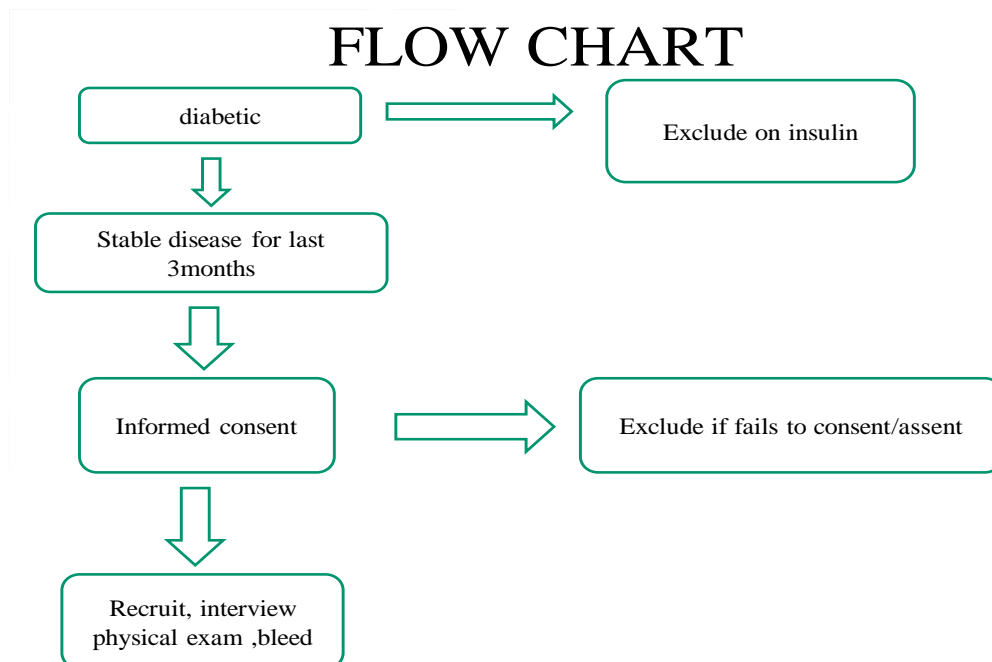 FLOW CHART
diabetic
Exclude on insulin
Stable disease for last
3months
Informed consent
Exclude if fails to consent/assent
Recruit, interview
physical exam ,bleed